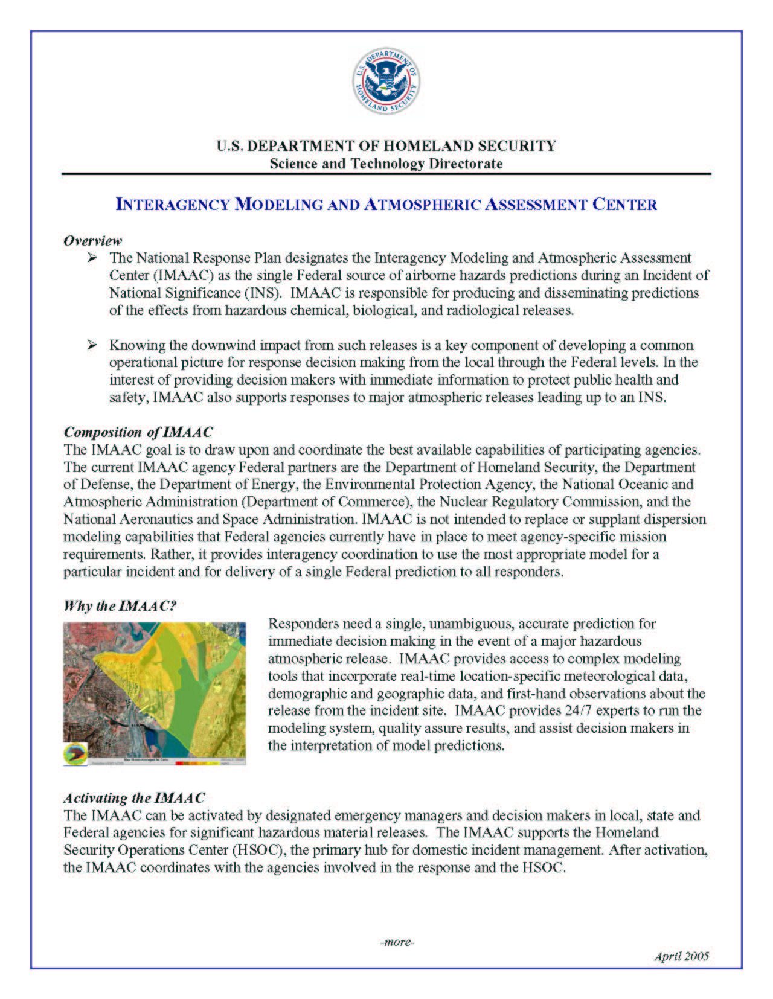 U.S. DEPARTMENT OF HOMELAND SECURITY
U.S. DEPARTMENT OF HOMELAND SECURITY
Science and Technology Directorate
INTERAGENCY MODELING AND ATMOSPHERIC ASSESSMENT CENTER
Overview
➢ The National Response Plan designates the Interagency Modeling and Atmospheric Assessment
Center (IMAAC) as the single Federal source of airborne hazards predictions during an Incident of
National Significance (INS). IMAAC is responsible for producing and disseminating predictions
of the effects from hazardous chemical, biological, and radiological releases.
➢ Knowing the downwind impact from such releases is a key component of developing a common
operational picture for response decision making from the local through the Federal levels. In the
interest of providing decision makers with immediate information to protect public health and
safety, IMAAC also supports responses to major atmospheric releases leading up to an INS.
Composition of IMAAC
The IMAAC goal is to draw upon and coordinate the best available capabilities of participating agencies.
The current IMAAC agency Federal partners are the Department of Homeland Security, the Department
of Defense, the Department of Energy, the Environmental Protection Agency, the National Oceanic and
Atmospheric Administration (Department of Commerce), the Nuclear Regulatory Commission, and the
National Aeronautics and Space Administration. IMAAC is not intended to replace or supplant dispersion
modeling capabilities that Federal agencies currently have in place to meet agency-specific mission
requirements. Rather, it provides interagency coordination to use the most appropriate model for a
particular incident and for delivery of a single Federal prediction to all responders.
Why the IMAAC?
Responders need a single, unambiguous, accurate prediction for
immediate decision making in the event of a major hazardous
atmospheric release. IMAAC provides access to complex modeling
tools that incorporate real-time location-specific meteorological data,
demographic and geographic data, and first-hand observations about the
release from the incident site. IMAAC provides 24/7 experts to run the
modeling system, quality assure results, and assist decision makers in
the interpretation of model predictions.
Activating the IMAAC
The IMAAC can be activated by designated emergency managers and decision makers in local, state and
Federal agencies for significant hazardous material releases. The IMAAC supports the Homeland
Security Operations Center (HSOC), the primary hub for domestic incident management. After activation,
the IMAAC coordinates with the agencies involved in the response and the HSOC.
-more-
April 2005